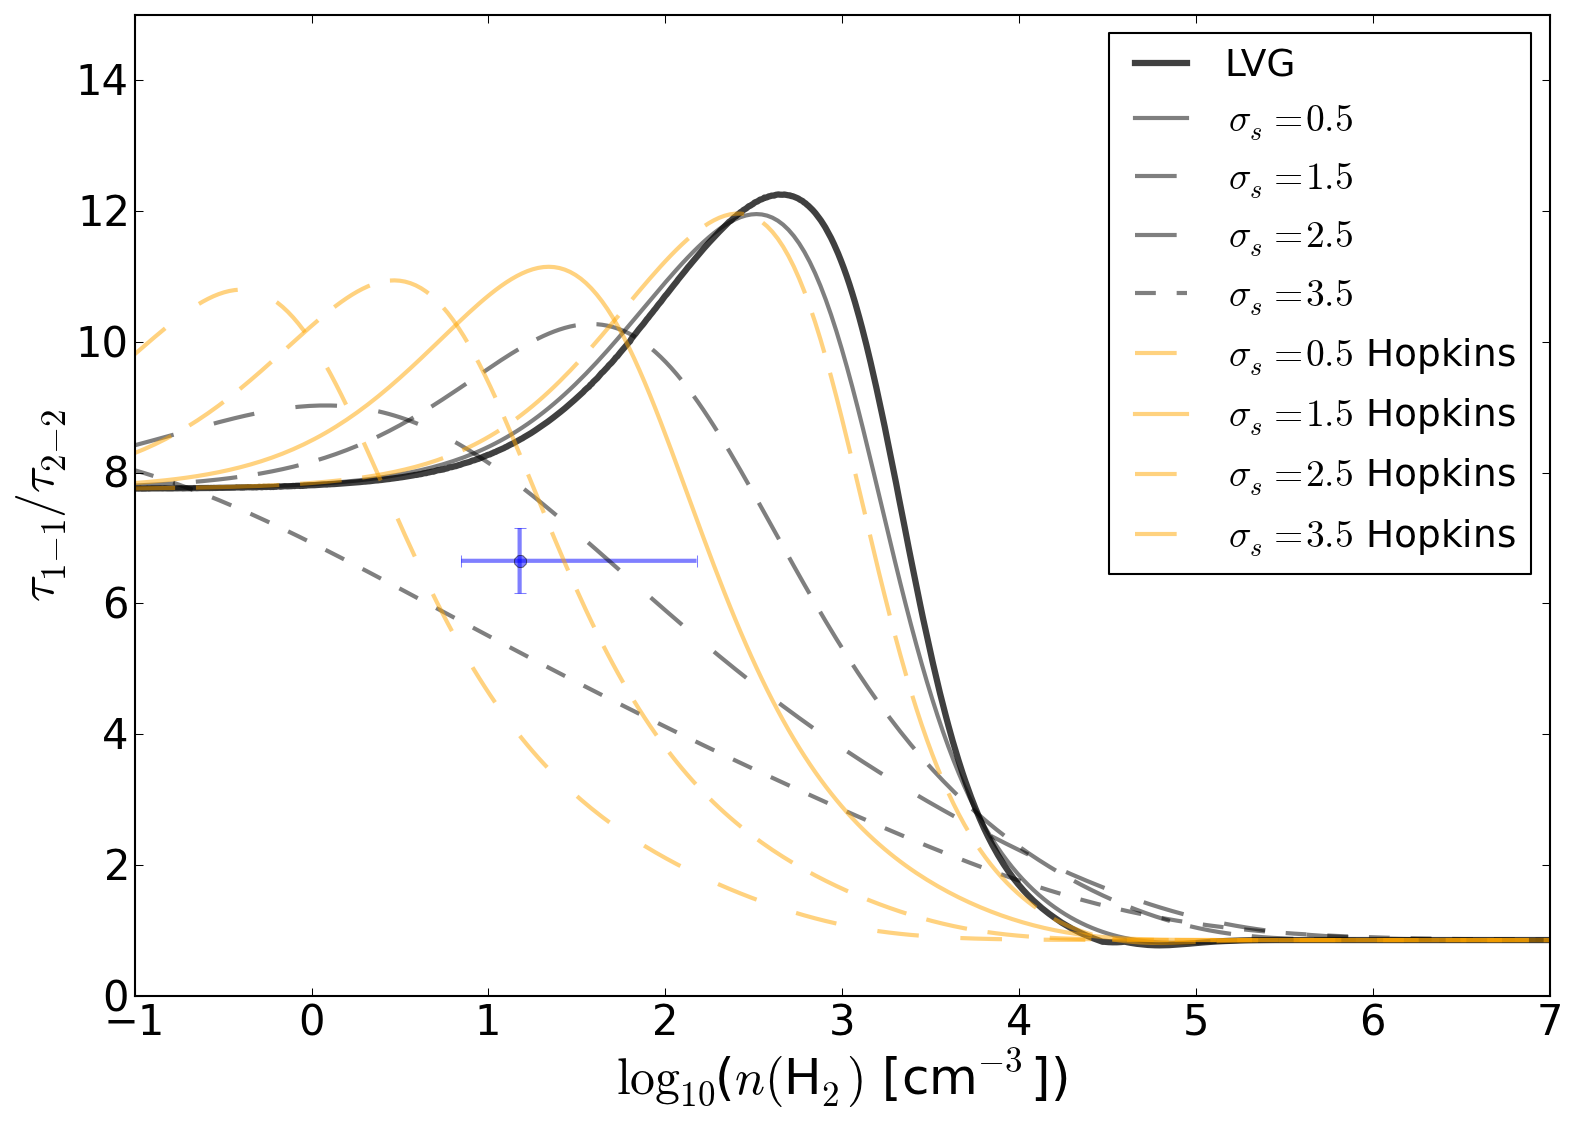 14
12
10
8
6
4
2
0
τ1−1/τ2−2
LVG
σs =0.5
σs =1.5
σs =2.5
σs =3.5
σs =0.5 Hopkins
σs =1.5 Hopkins
σs =2.5 Hopkins
σs =3.5 Hopkins
−1 0 1 2 3 4 5 6 7
log10(n(H2) [cm−3])